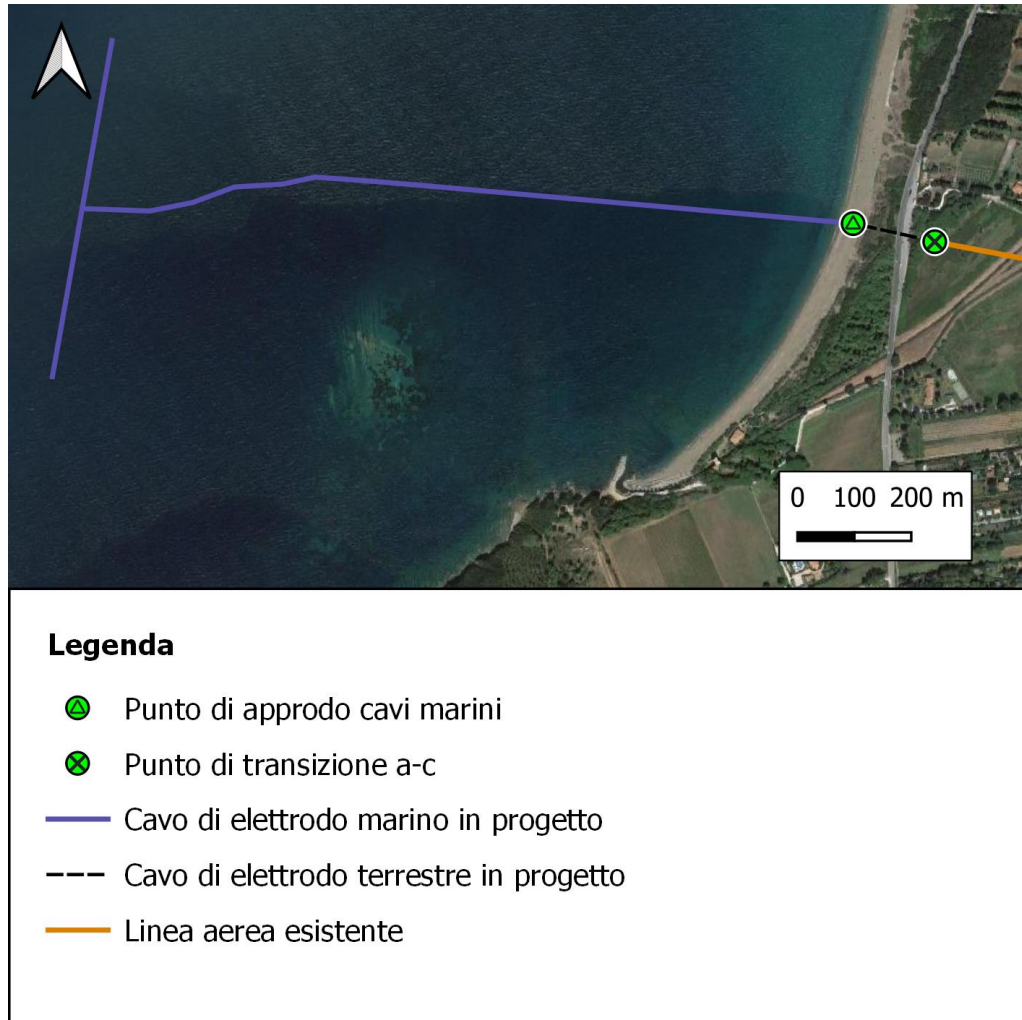 0 100 200 m
Legenda
Punto di approdo cavi marini
Punto di transizione a-c
Cavo di elettrodo marino in progetto
Cavo di elettrodo terrestre in progetto
Linea aerea esistente